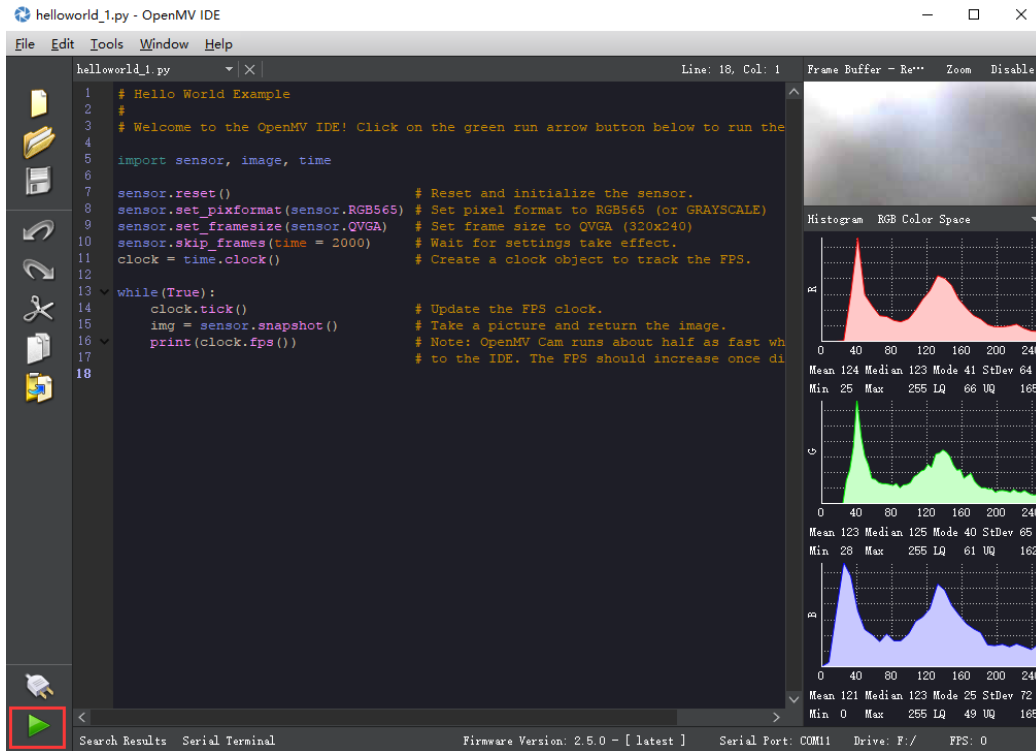 helloworld_1.py - OpenMV IDE
File Edit Tools Window Help
helloworld_1.py Line: 18, Col: 1 Frame Buffer - Re··· Zoom Disable
1 # Hello World Example
2 #
3 # Welcome to the OpenMV IDE! Click on the green run arrow button below to run the
4
5 import sensor, image, time
6
7 sensor.reset() # Reset and initialize the sensor.
8 sensor.set_pixformat(sensor.RGB565) # Set pixel format to RGB565 (or GRAYSCALE)
9 sensor.set_framesize(sensor.QVGA) # Set frame size to QVGA (320x240)
10 sensor.skip_frames(time = 2000) # Wait for settings take effect.
11 clock = time.clock() # Create a clock object to track the FPS.
12
13 while(True):
14 clock.tick() # Update the FPS clock.
15 img = sensor.snapshot() # Take a picture and return the image.
16 print(clock.fps()) # Note: OpenMV Cam runs about half as fast wh
17 # to the IDE. The FPS should increase once di
18
Histogram RGB Color Space
R
0 40 80 120 160 200 240
Mean 124 Median 123 Mode 41 StDev 64
Min 25 Max 255 LQ 66 UQ 165
G
0 40 80 120 160 200 240
Mean 123 Median 125 Mode 40 StDev 65
Min 28 Max 255 LQ 61 UQ 162
B
0 40 80 120 160 200 240
Mean 121 Median 123 Mode 25 StDev 72
Min 0 Max 255 LQ 49 UQ 165
Search Results Serial Terminal Firmware Version: 2.5.0 - [ latest ] Serial Port: COM11 Drive: F:/ FPS: 0